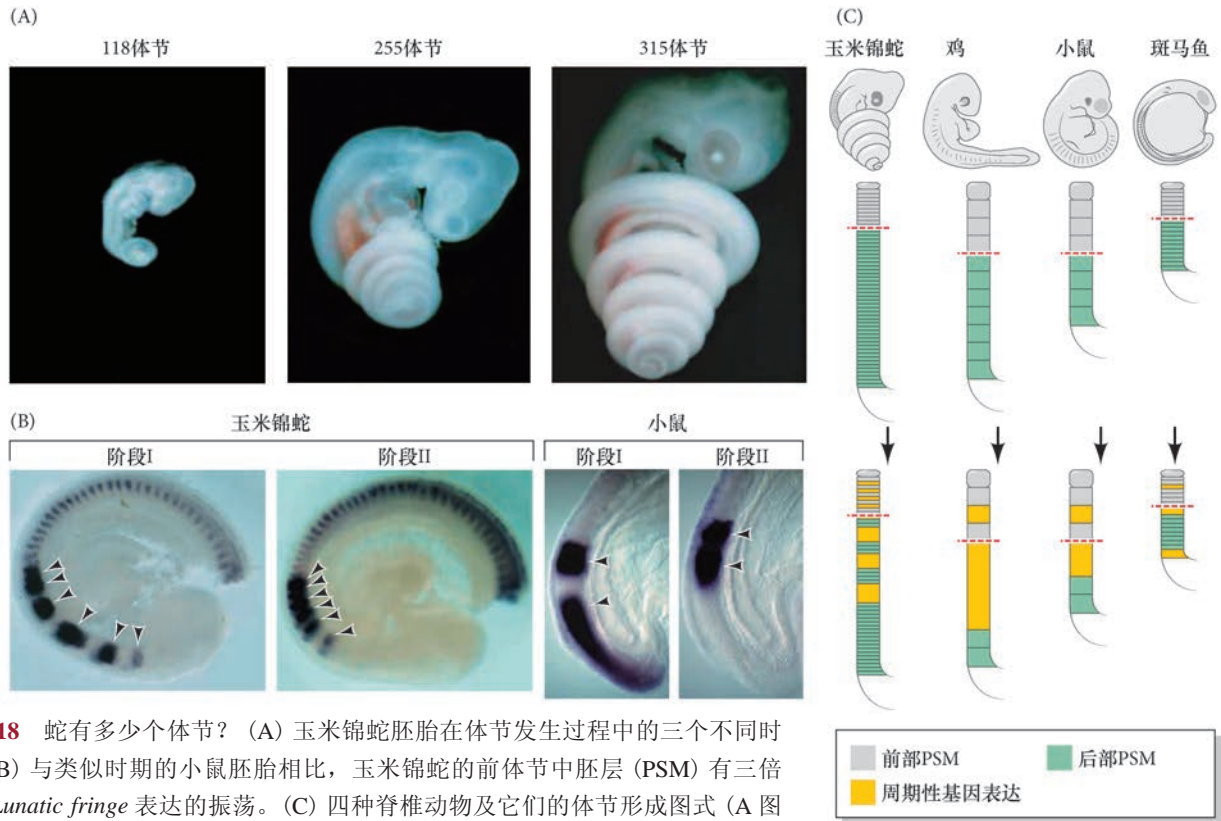 (A)
118体节
255体节
315体节
(B)
玉米锦蛇
小鼠
阶段I
阶段II
阶段I
阶段II
(C)
玉米锦蛇
鸡
小鼠
斑马鱼
前部PSM
后部PSM
周期性基因表达
18 蛇有多少个体节？ (A) 玉米锦蛇胚胎在体节发生过程中的三个不同时
B) 与类似时期的小鼠胚胎相比，玉米锦蛇的前体节中胚层 (PSM) 有三倍
unatic fringe 表达的振荡。(C) 四种脊椎动物及它们的体节形成图式 (A 图